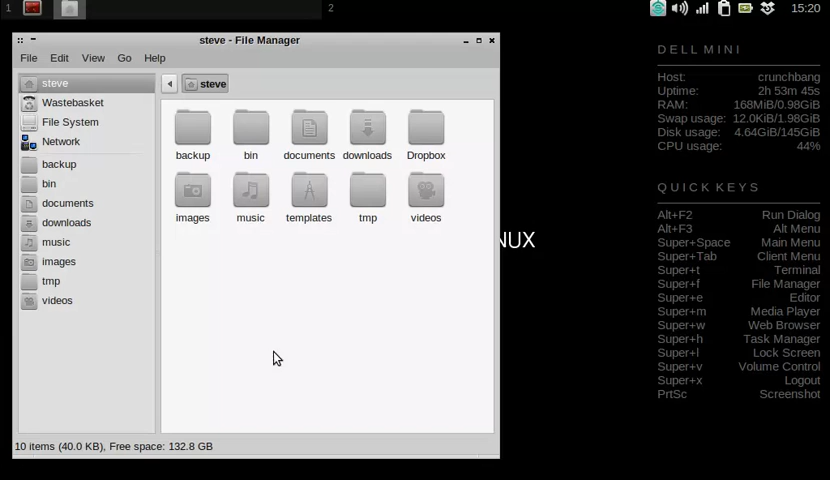 1
2
15:20
steve - File Manager
File Edit View Go Help
steve
Wastebasket
File System
Network
backup
bin
documents
downloads
music
images
tmp
videos
steve
backup bin documents downloads Dropbox
images music templates tmp videos
10 items (40.0 KB), Free space: 132.8 GB
NUX
DELL MINI
Host: crunchbang
Uptime: 2h 53m 45s
RAM: 168MiB/0.98GiB
Swap usage: 12.0KiB/1.98GiB
Disk usage: 4.64GiB/145GiB
CPU usage: 44%
QUICK KEYS
Alt+F2 Run Dialog
Alt+F3 Alt Menu
Super+Space Main Menu
Super+Tab Client Menu
Super+t Terminal
Super+f File Manager
Super+e Editor
Super+m Media Player
Super+w Web Browser
Super+h Task Manager
Super+l Lock Screen
Super+v Volume Control
Super+x Logout
PrtSc Screenshot